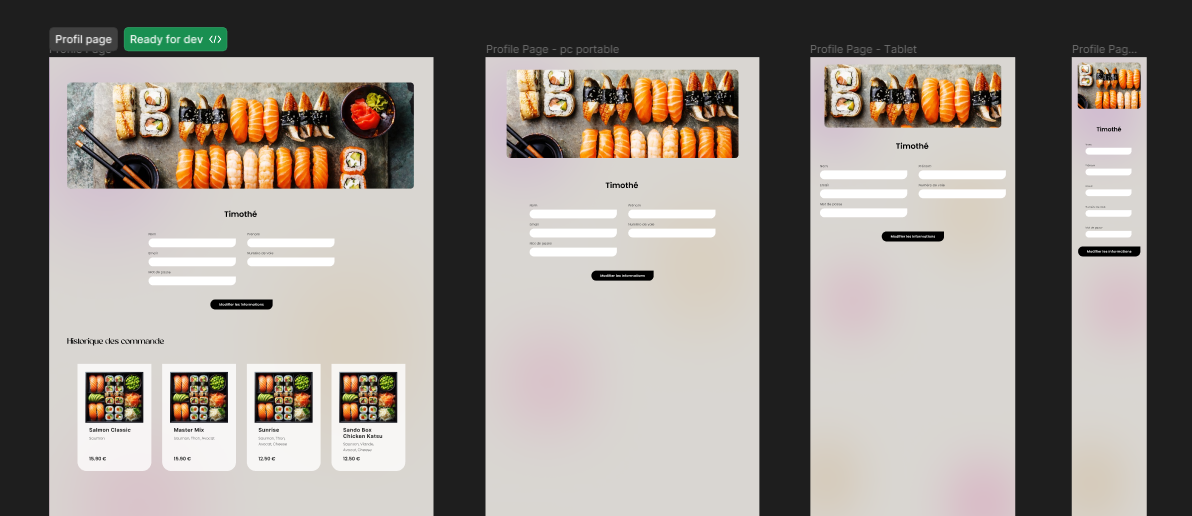 Profil page
Ready for dev </>
Profile Page
Profile Page - pc portable
Profile Page - Tablet
Profile Pag...
Timothé
Nom
Prénom
Email
Numéro de voie
Mot de passe
Modifier les informations
Historique des commande
Salmon Classic
Saumon
15.90 €
Master Mix
Saumon, Thon, Avocat
15.90 €
Sunrise
Saumon, Thon,
Avocat, Cheese
12.50 €
Sando Box
Chicken Katsu
Saumon, Viande,
Avocat, Cheese
12.50 €
Timothé
Nom
Prénom
Email
Numéro de voie
Mot de passe
Modifier les informations
Timothé
Nom
Prénom
Email
Numéro de voie
Mot de passe
Modifier les informations
Timothé
Nom
Prénom
Email
Numéro de voie
Mot de passe
Modifier les informations